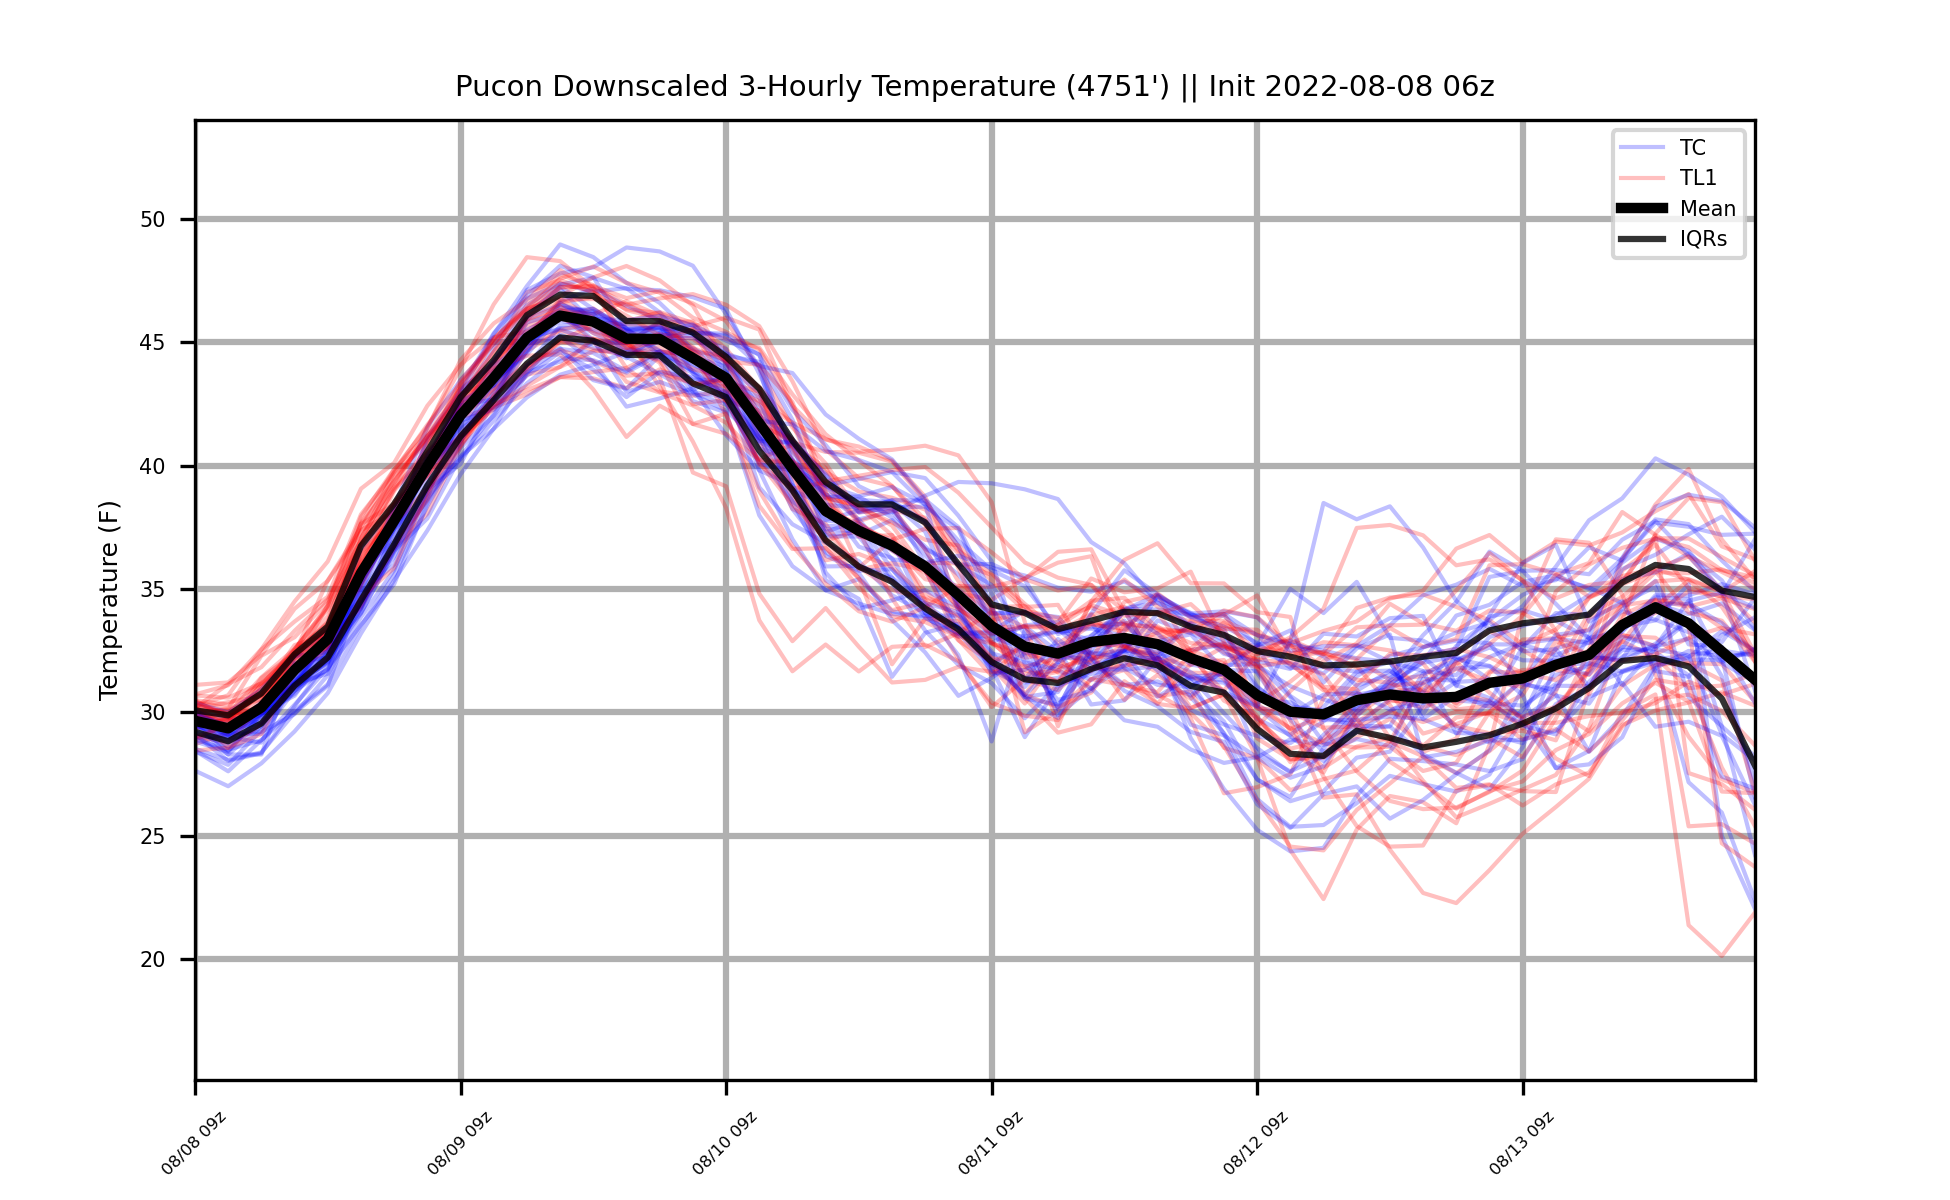 Pucon Downscaled 3-Hourly Temperature (4751') || Init 2022-08-08 06z
TC
TL1
Mean
IQRs
Temperature (F)
50
45
40
35
30
25
20
08/08 09z
08/09 09z
08/10 09z
08/11 09z
08/12 09z
08/13 09z